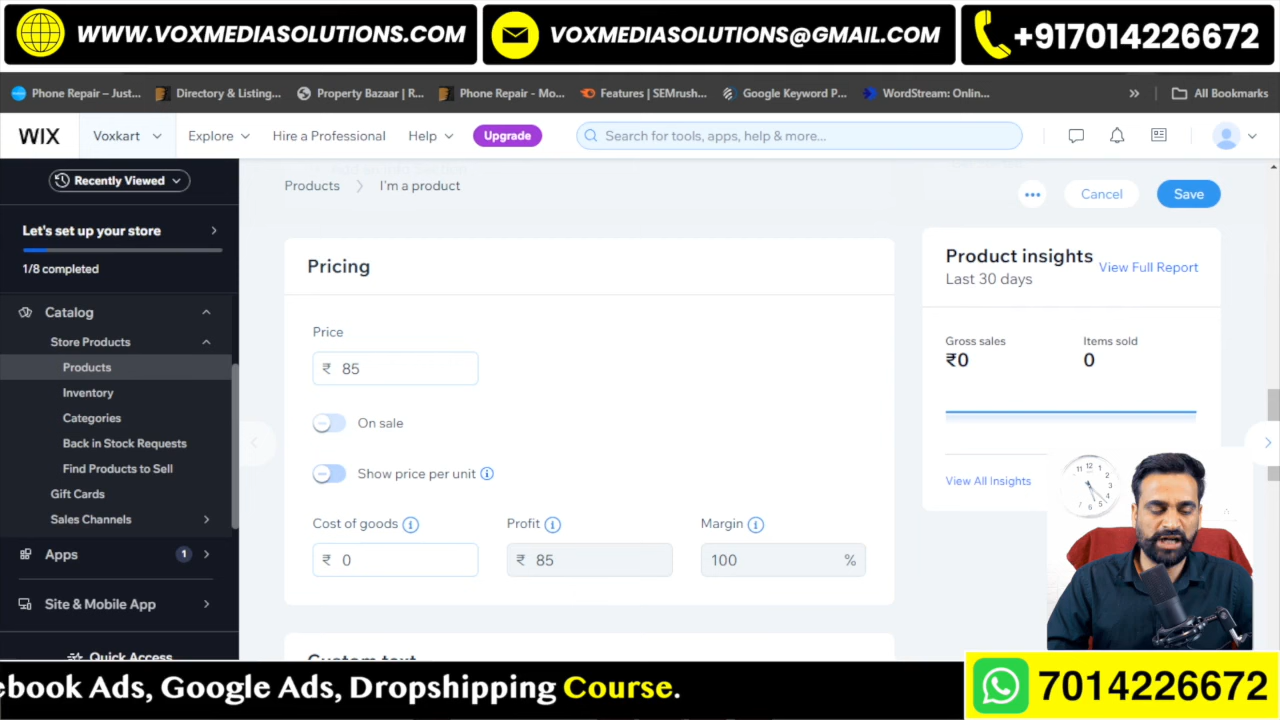 WWW.VOXMEDIASOLUTIONS.COM
VOXMEDIASOLUTIONS@GMAIL.COM
+917014226672
Phone Repair – Just...
Directory & Listing...
Property Bazaar | R...
Phone Repair - Mo...
Features | SEMrush...
Google Keyword P...
WordStream: Onlin...
»
All Bookmarks
WIX
Voxkart
Explore
Hire a Professional
Help
Upgrade
Search for tools, apps, help & more...
Recently Viewed
Let's set up your store
1/8 completed
Catalog
Store Products
Products
Inventory
Categories
Back in Stock Requests
Find Products to Sell
Gift Cards
Sales Channels
Apps
1
Site & Mobile App
Quick Access
Products
I'm a product
Cancel
Save
Pricing
Price
₹ 85
On sale
Show price per unit
Cost of goods
Profit
Margin
₹ 0
₹ 85
100 %
Custom text
Product insights
View Full Report
Last 30 days
Gross sales
Items sold
₹0
0
View All Insights
ebook Ads, Google Ads, Dropshipping Course.
7014226672